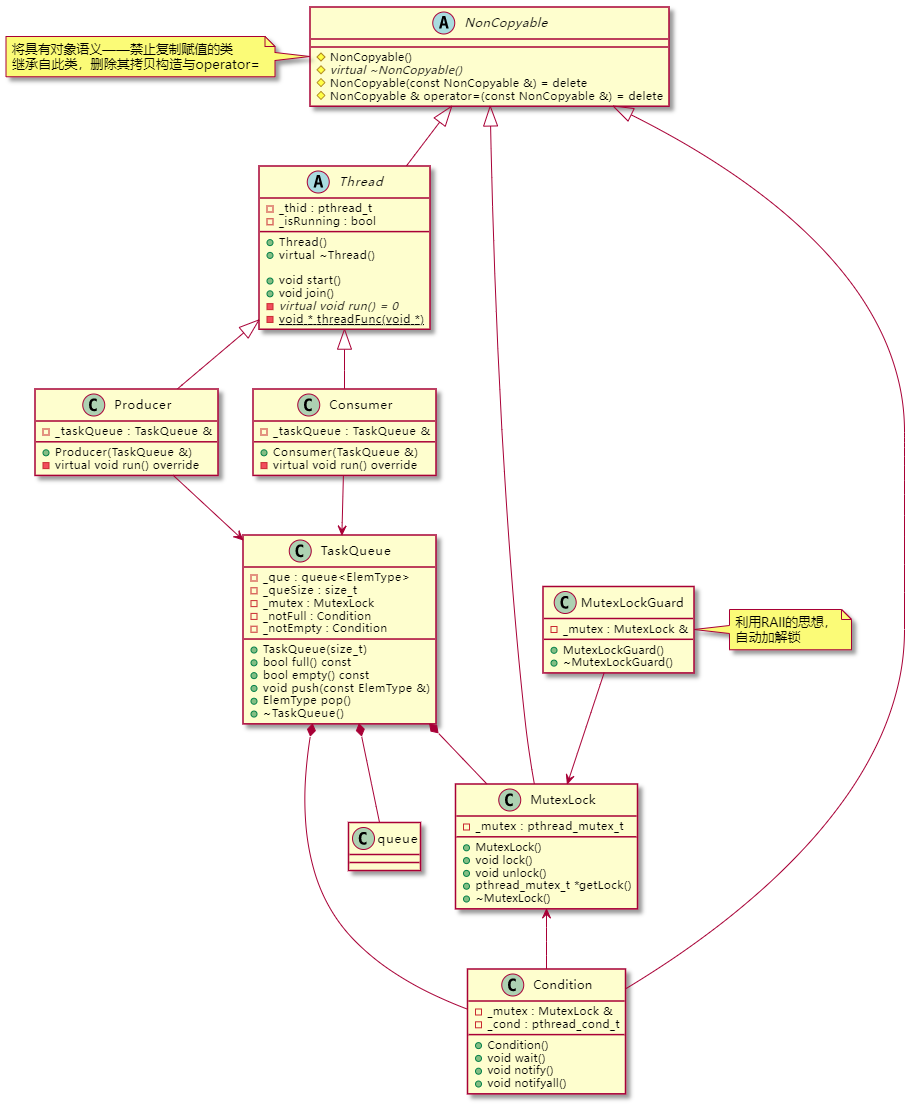 A NonCopyable
将具有对象语义——禁止复制赋值的类
继承自此类，删除其拷贝构造与operator=
NonCopyable()
virtual ~NonCopyable()
NonCopyable(const NonCopyable &) = delete
NonCopyable & operator=(const NonCopyable &) = delete
A Thread
_thid : pthread_t
_isRunning : bool
Thread()
virtual ~Thread()
void start()
void join()
virtual void run() = 0
void * threadFunc(void *)
C Producer
_taskQueue : TaskQueue &
Producer(TaskQueue &)
virtual void run() override
C Consumer
_taskQueue : TaskQueue &
Consumer(TaskQueue &)
virtual void run() override
C TaskQueue
_que : queue<ElemType>
_queSize : size_t
_mutex : MutexLock
_notFull : Condition
_notEmpty : Condition
TaskQueue(size_t)
bool full() const
bool empty() const
void push(const ElemType &)
ElemType pop()
~TaskQueue()
C MutexLockGuard
_mutex : MutexLock &
MutexLockGuard()
~MutexLockGuard()
利用RAII的思想，
自动加解锁
C queue
C MutexLock
_mutex : pthread_mutex_t
MutexLock()
void lock()
void unlock()
pthread_mutex_t *getLock()
~MutexLock()
C Condition
_mutex : MutexLock &
_cond : pthread_cond_t
Condition()
void wait()
void notify()
void notifyall()